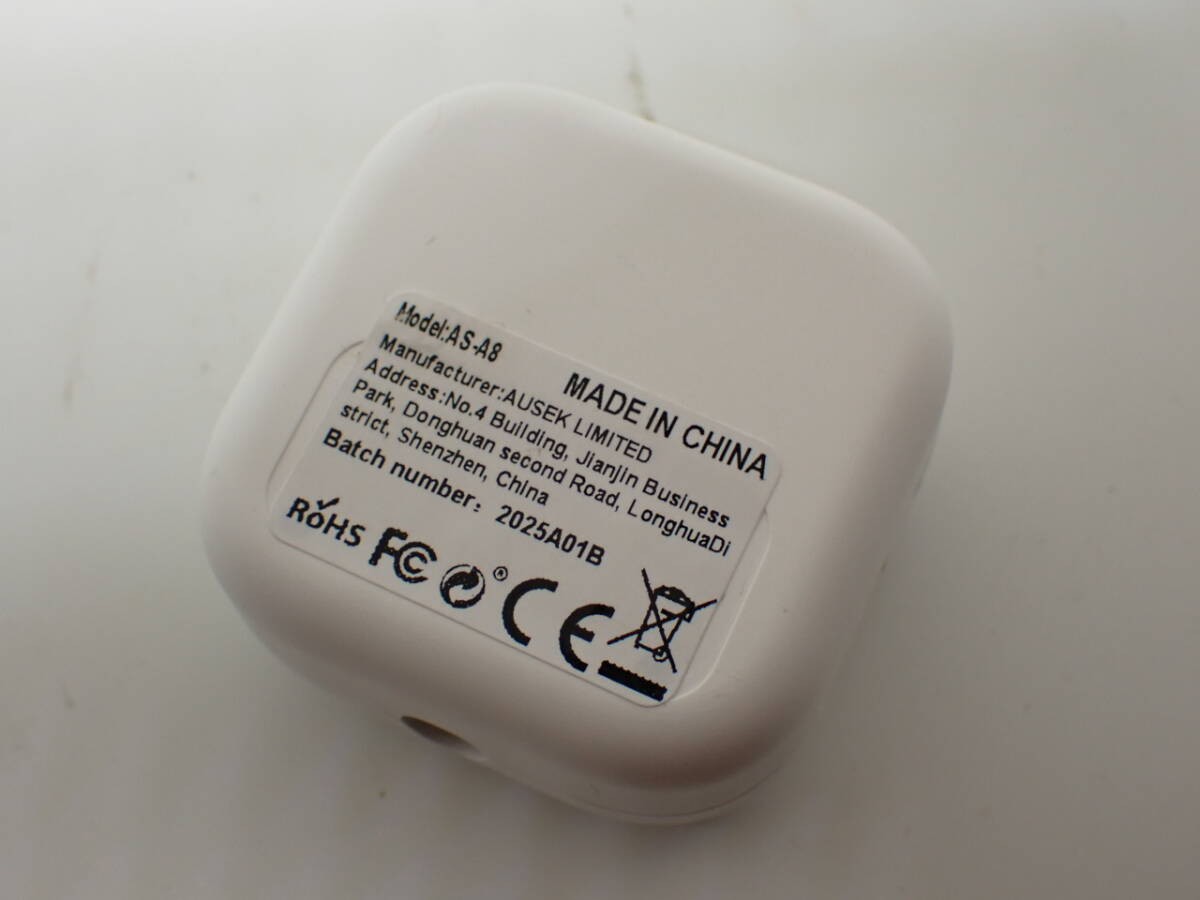 Model:AS-A8
MADE IN CHINA
Manufacturer:AUSEK LIMITED
Address:No.4 Building, Jianjin Business
Park, Donghuan second Road, LonghuaDi
strict, Shenzhen, China
Batch number: 2025A01B
RoHS FC ® CE